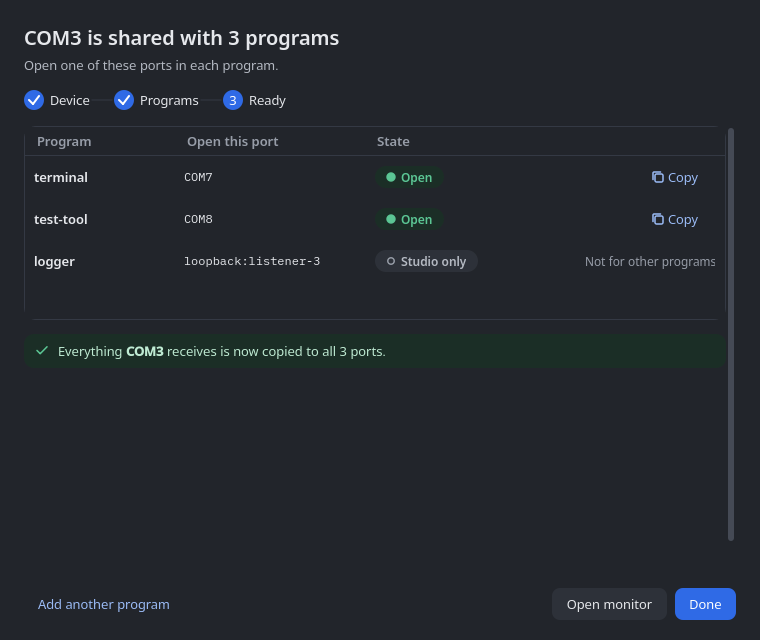 COM3 is shared with 3 programs
Open one of these ports in each program.
Device Programs 3 Ready
Program Open this port State
terminal COM7 Open Copy
test-tool COM8 Open Copy
logger loopback:listener-3 Studio only Not for other programs
Everything COM3 receives is now copied to all 3 ports.
Add another program Open monitor Done